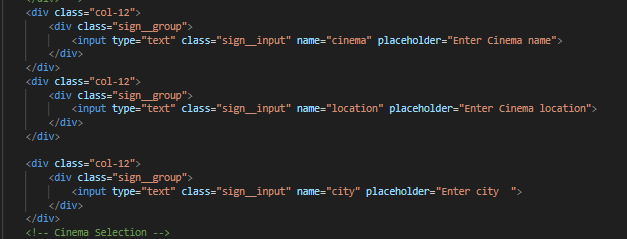 <div class="col-12">
<div class="sign__group">
<input type="text" class="sign__input" name="cinema" placeholder="Enter Cinema name">
</div>
</div>
<div class="col-12">
<div class="sign__group">
<input type="text" class="sign__input" name="location" placeholder="Enter Cinema location">
</div>
</div>
<div class="col-12">
<div class="sign__group">
<input type="text" class="sign__input" name="city" placeholder="Enter city  ">
</div>
</div>
<!-- Cinema Selection -->